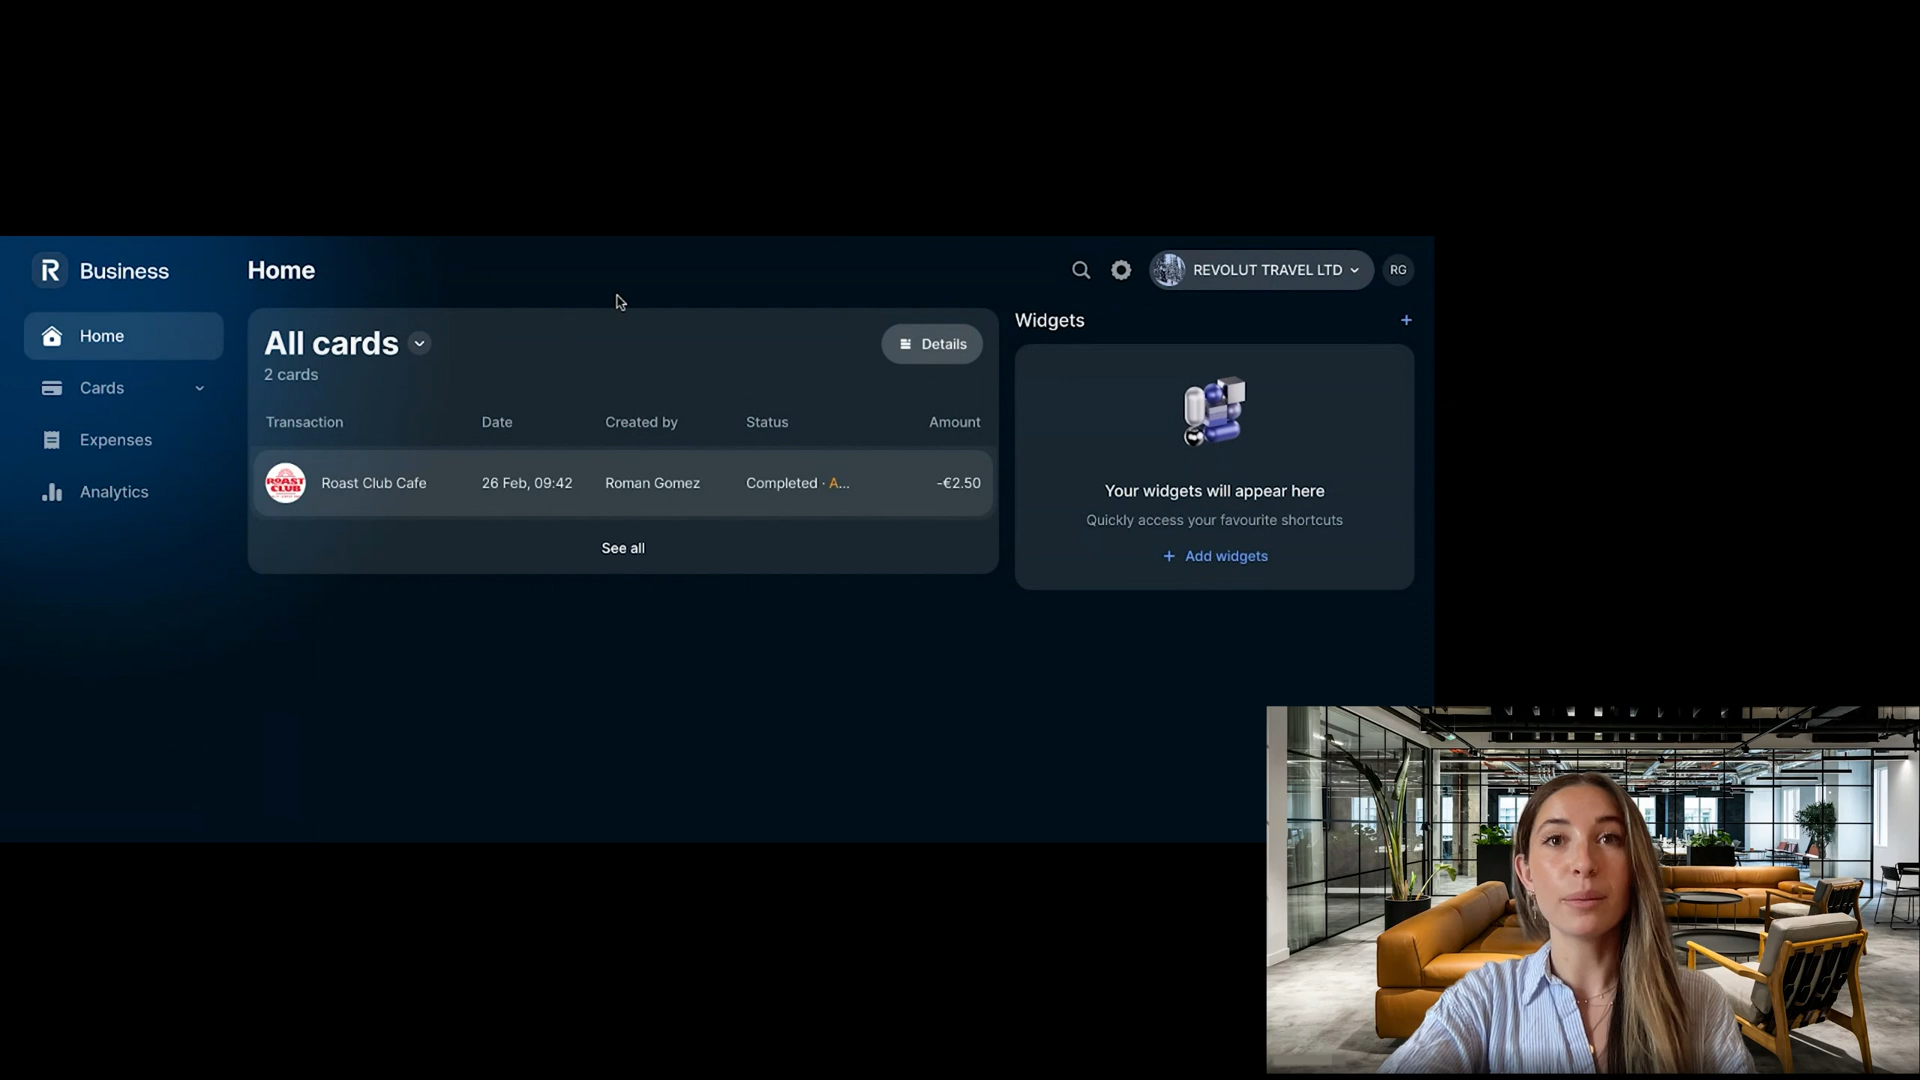 R Business
Home
REVOLUT TRAVEL LTD
RG
Home
Cards
Expenses
Analytics
All cards
2 cards
Details
Transaction Date Created by Status Amount
ROAST CLUB
Roast Club Cafe 26 Feb, 09:42 Roman Gomez Completed · A... -€2.50
See all
Widgets +
Your widgets will appear here
Quickly access your favourite shortcuts
+ Add widgets